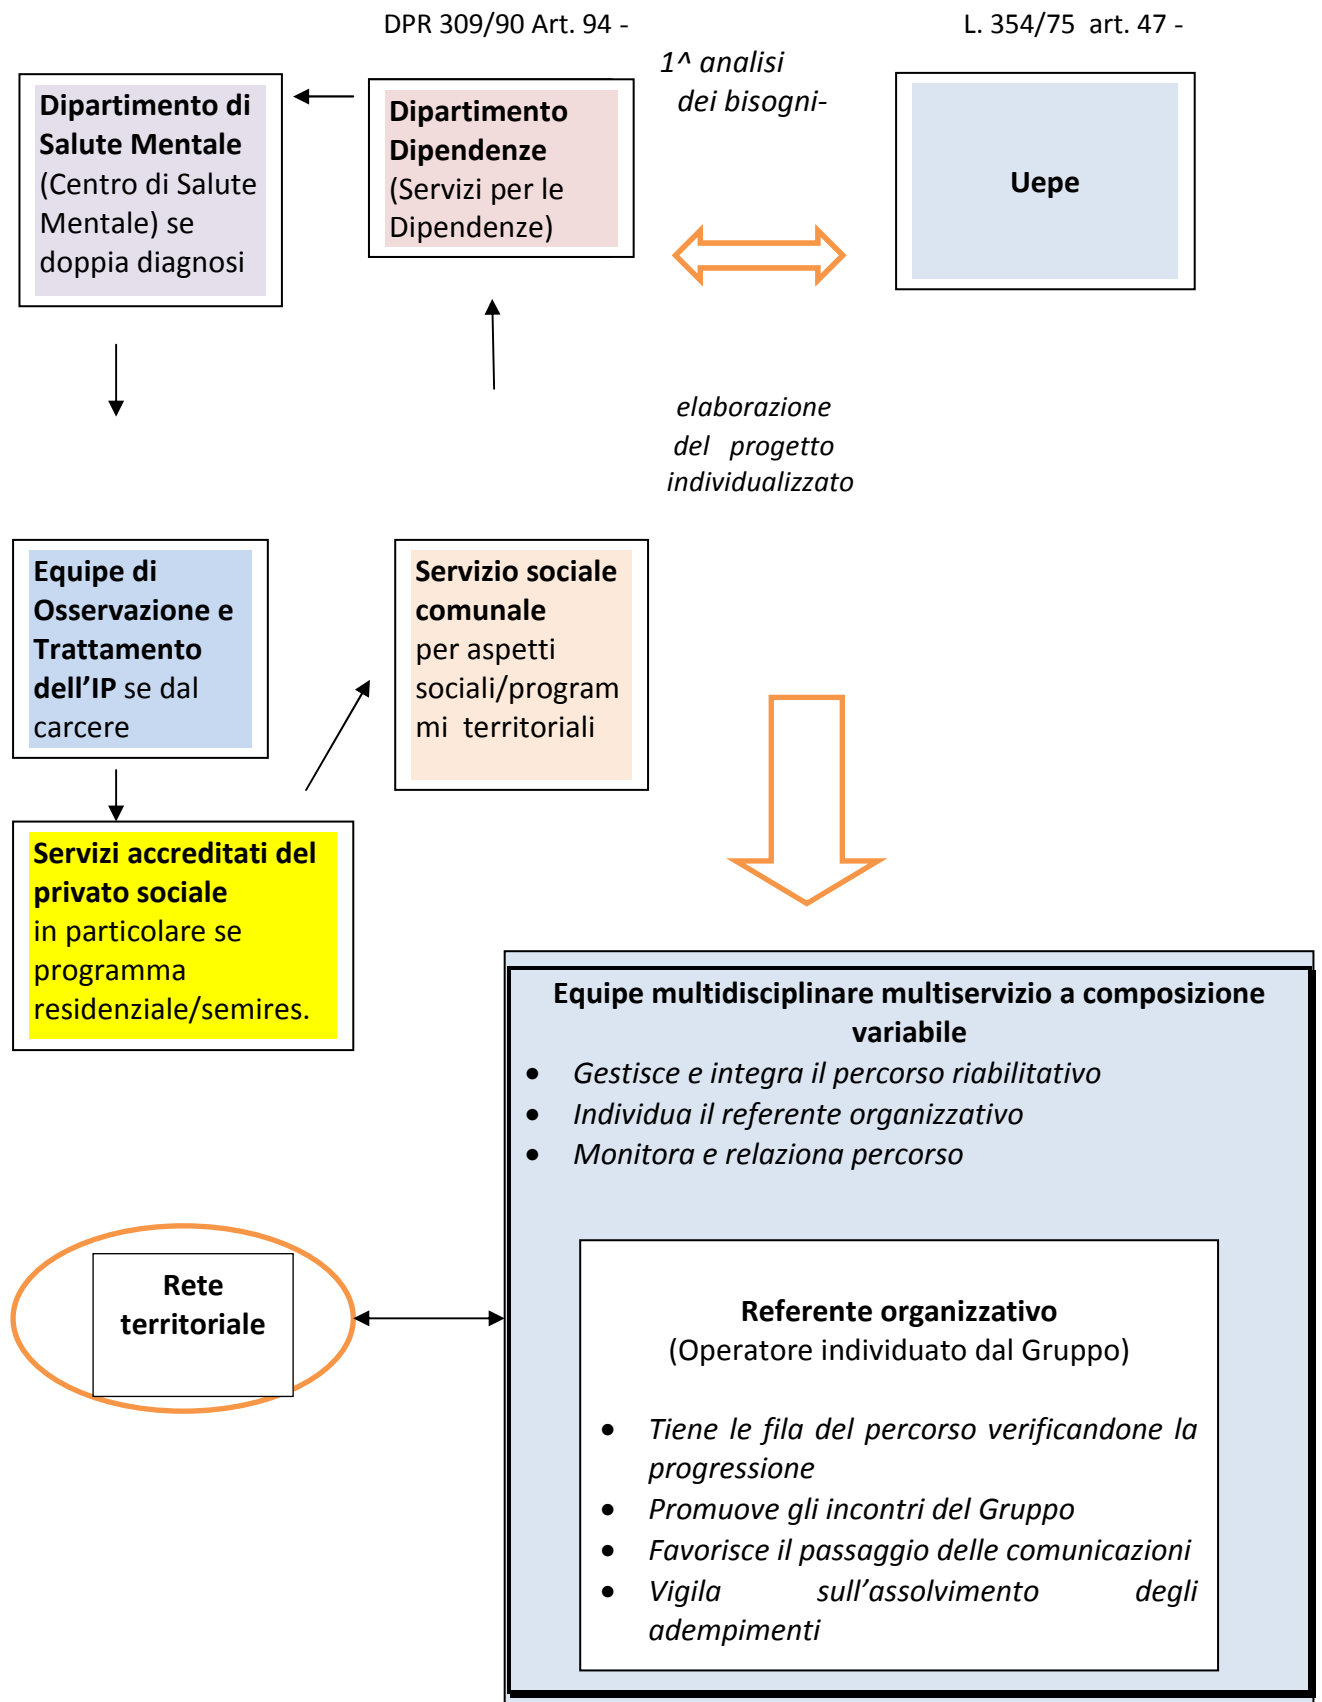 DPR 309/90 Art. 94 -
L. 354/75 art. 47 -
1^ analisi
dei bisogni-
Dipartimento di
Salute Mentale
(Centro di Salute
Mentale) se
doppia diagnosi
Dipartimento
Dipendenze
(Servizi per le
Dipendenze)
Uepe
elaborazione
del progetto
individualizzato
Equipe di
Osservazione e
Trattamento
dell’IP se dal
carcere
Servizio sociale
comunale
per aspetti
sociali/program
mi territoriali
Servizi accreditati del
privato sociale
in particolare se
programma
residenziale/semires.
Equipe multidisciplinare multiservizio a composizione
variabile
• Gestisce e integra il percorso riabilitativo
• Individua il referente organizzativo
• Monitora e relaziona percorso
Rete
territoriale
Referente organizzativo
(Operatore individuato dal Gruppo)
• Tiene le fila del percorso verificandone la
progressione
• Promuove gli incontri del Gruppo
• Favorisce il passaggio delle comunicazioni
• Vigila sull’assolvimento degli
adempimenti